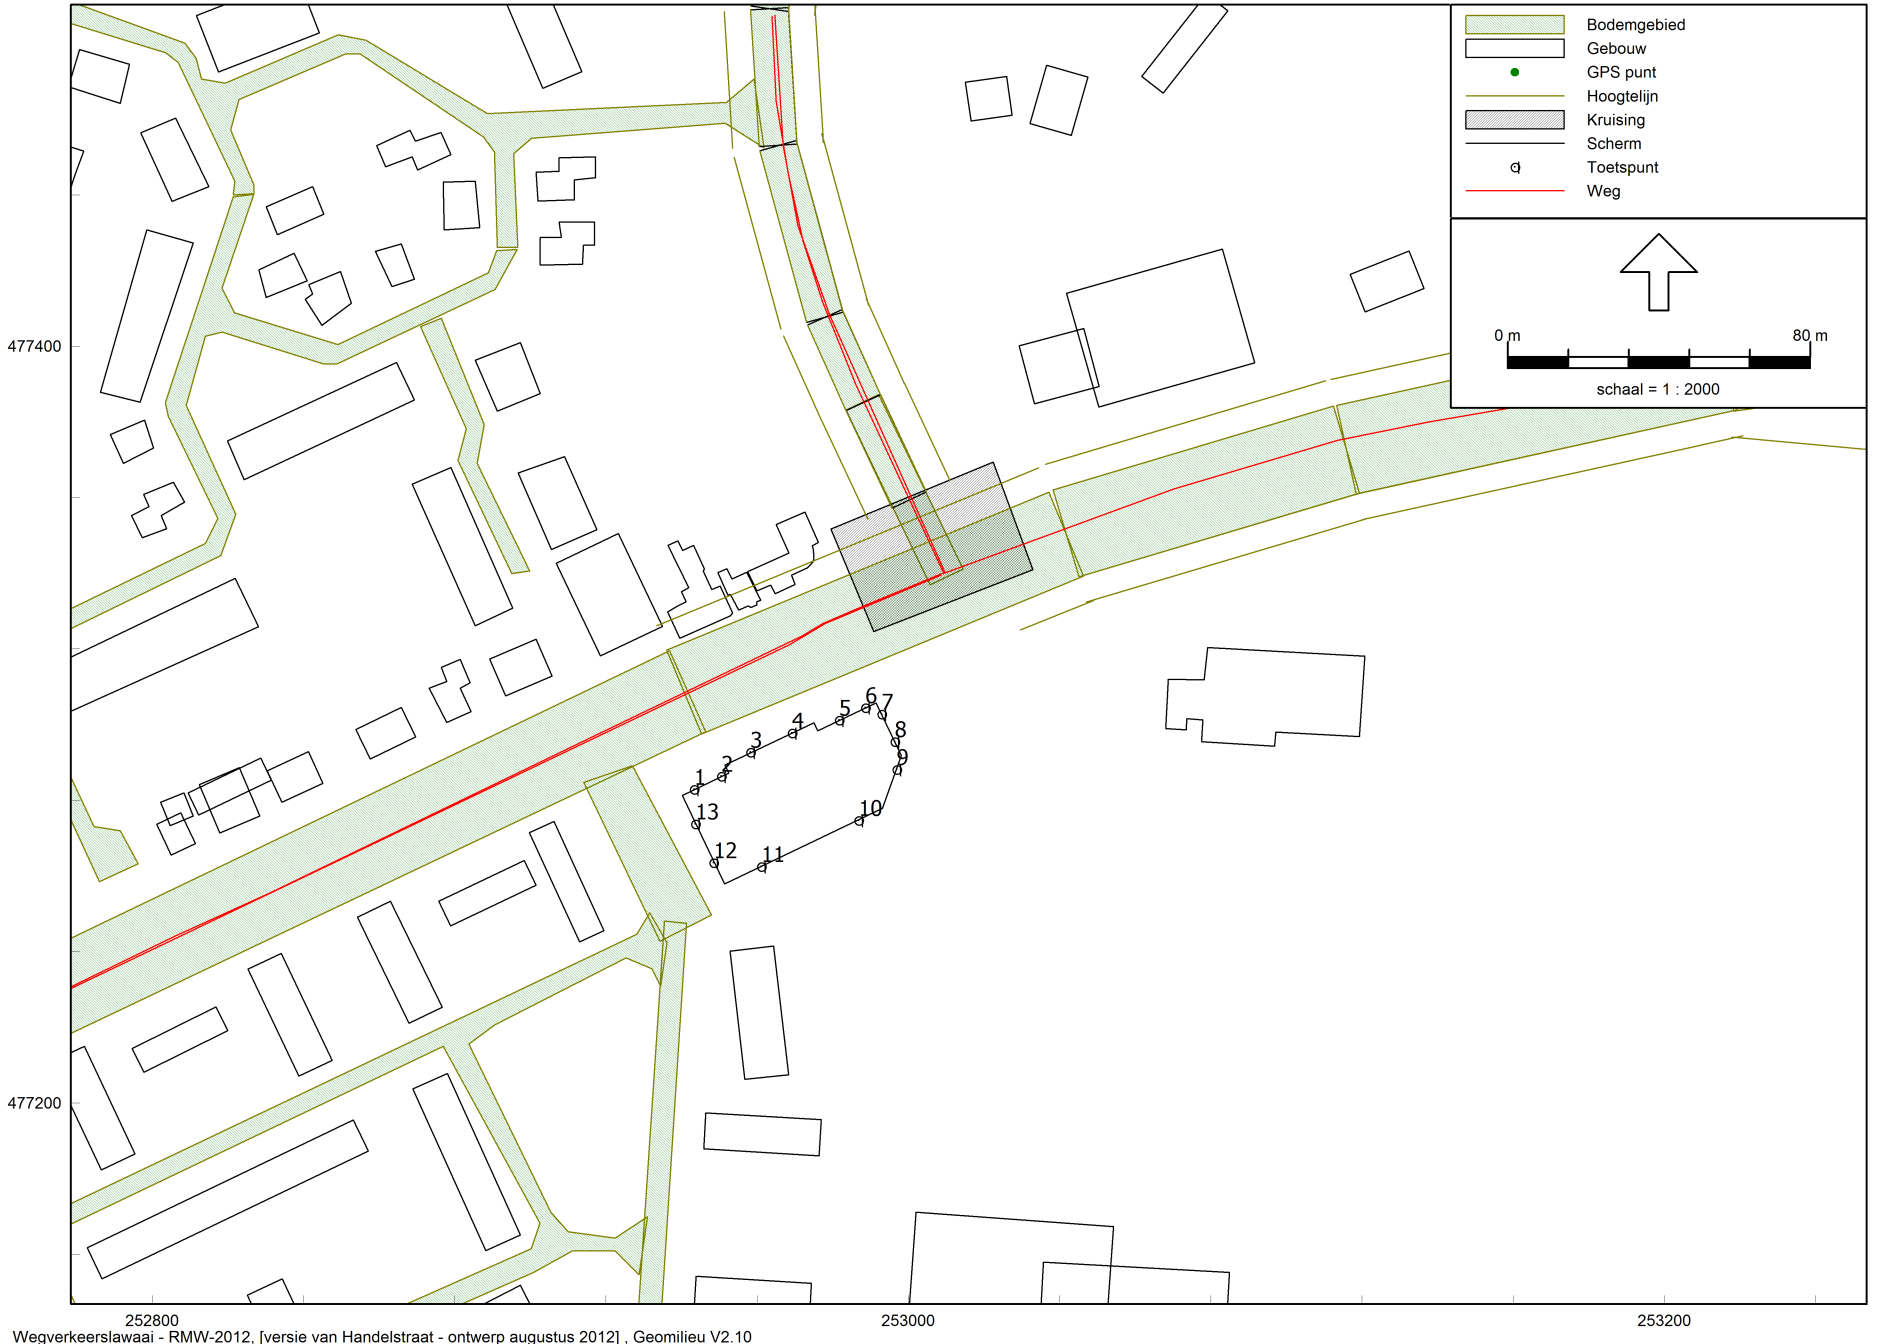 Bodemgebied
Gebouw
GPS punt
Hoogtelijn
Kruising
Scherm
Toetspunt
Weg
0 m 80 m
schaal = 1 : 2000
477400
477200
6
7
5
4
8
3
9
2
1
10
13
12
11
252800 253000 253200
Wegverkeerslawaai - RMW-2012, [versie van Handelstraat - ontwerp augustus 2012] , Geomilieu V2.10